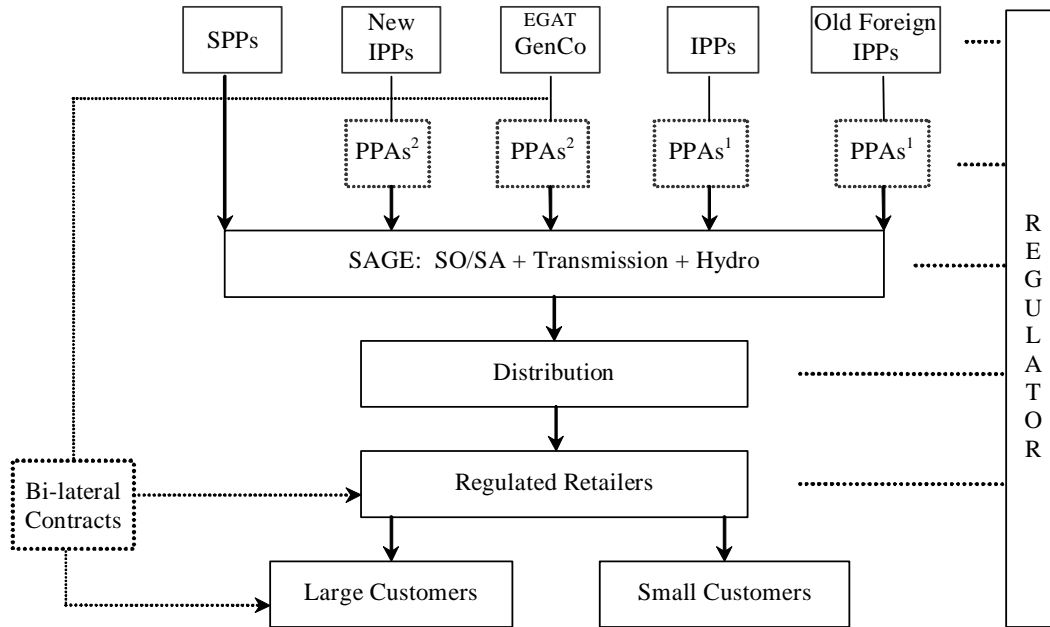 SPPs
New
IPPs
EGAT
GenCo
IPPs
Old Foreign
IPPs
PPAs²
PPAs²
PPAs¹
PPAs¹
SAGE: SO/SA + Transmission + Hydro
Distribution
Regulated Retailers
Bi-lateral
Contracts
Large Customers
Small Customers
R
E
G
U
L
A
T
O
R